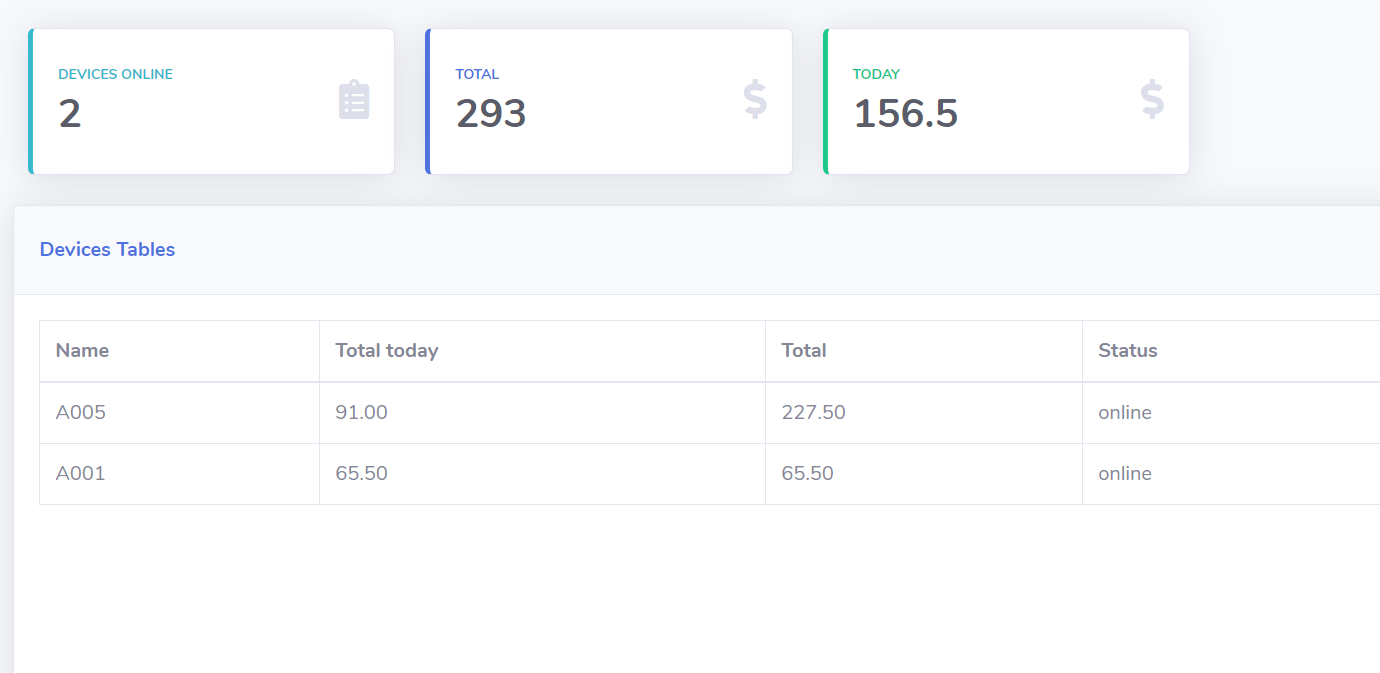 DEVICES ONLINE
2
TOTAL
293
TODAY
156.5
Devices Tables
Name Total today Total Status
A005 91.00 227.50 online
A001 65.50 65.50 online